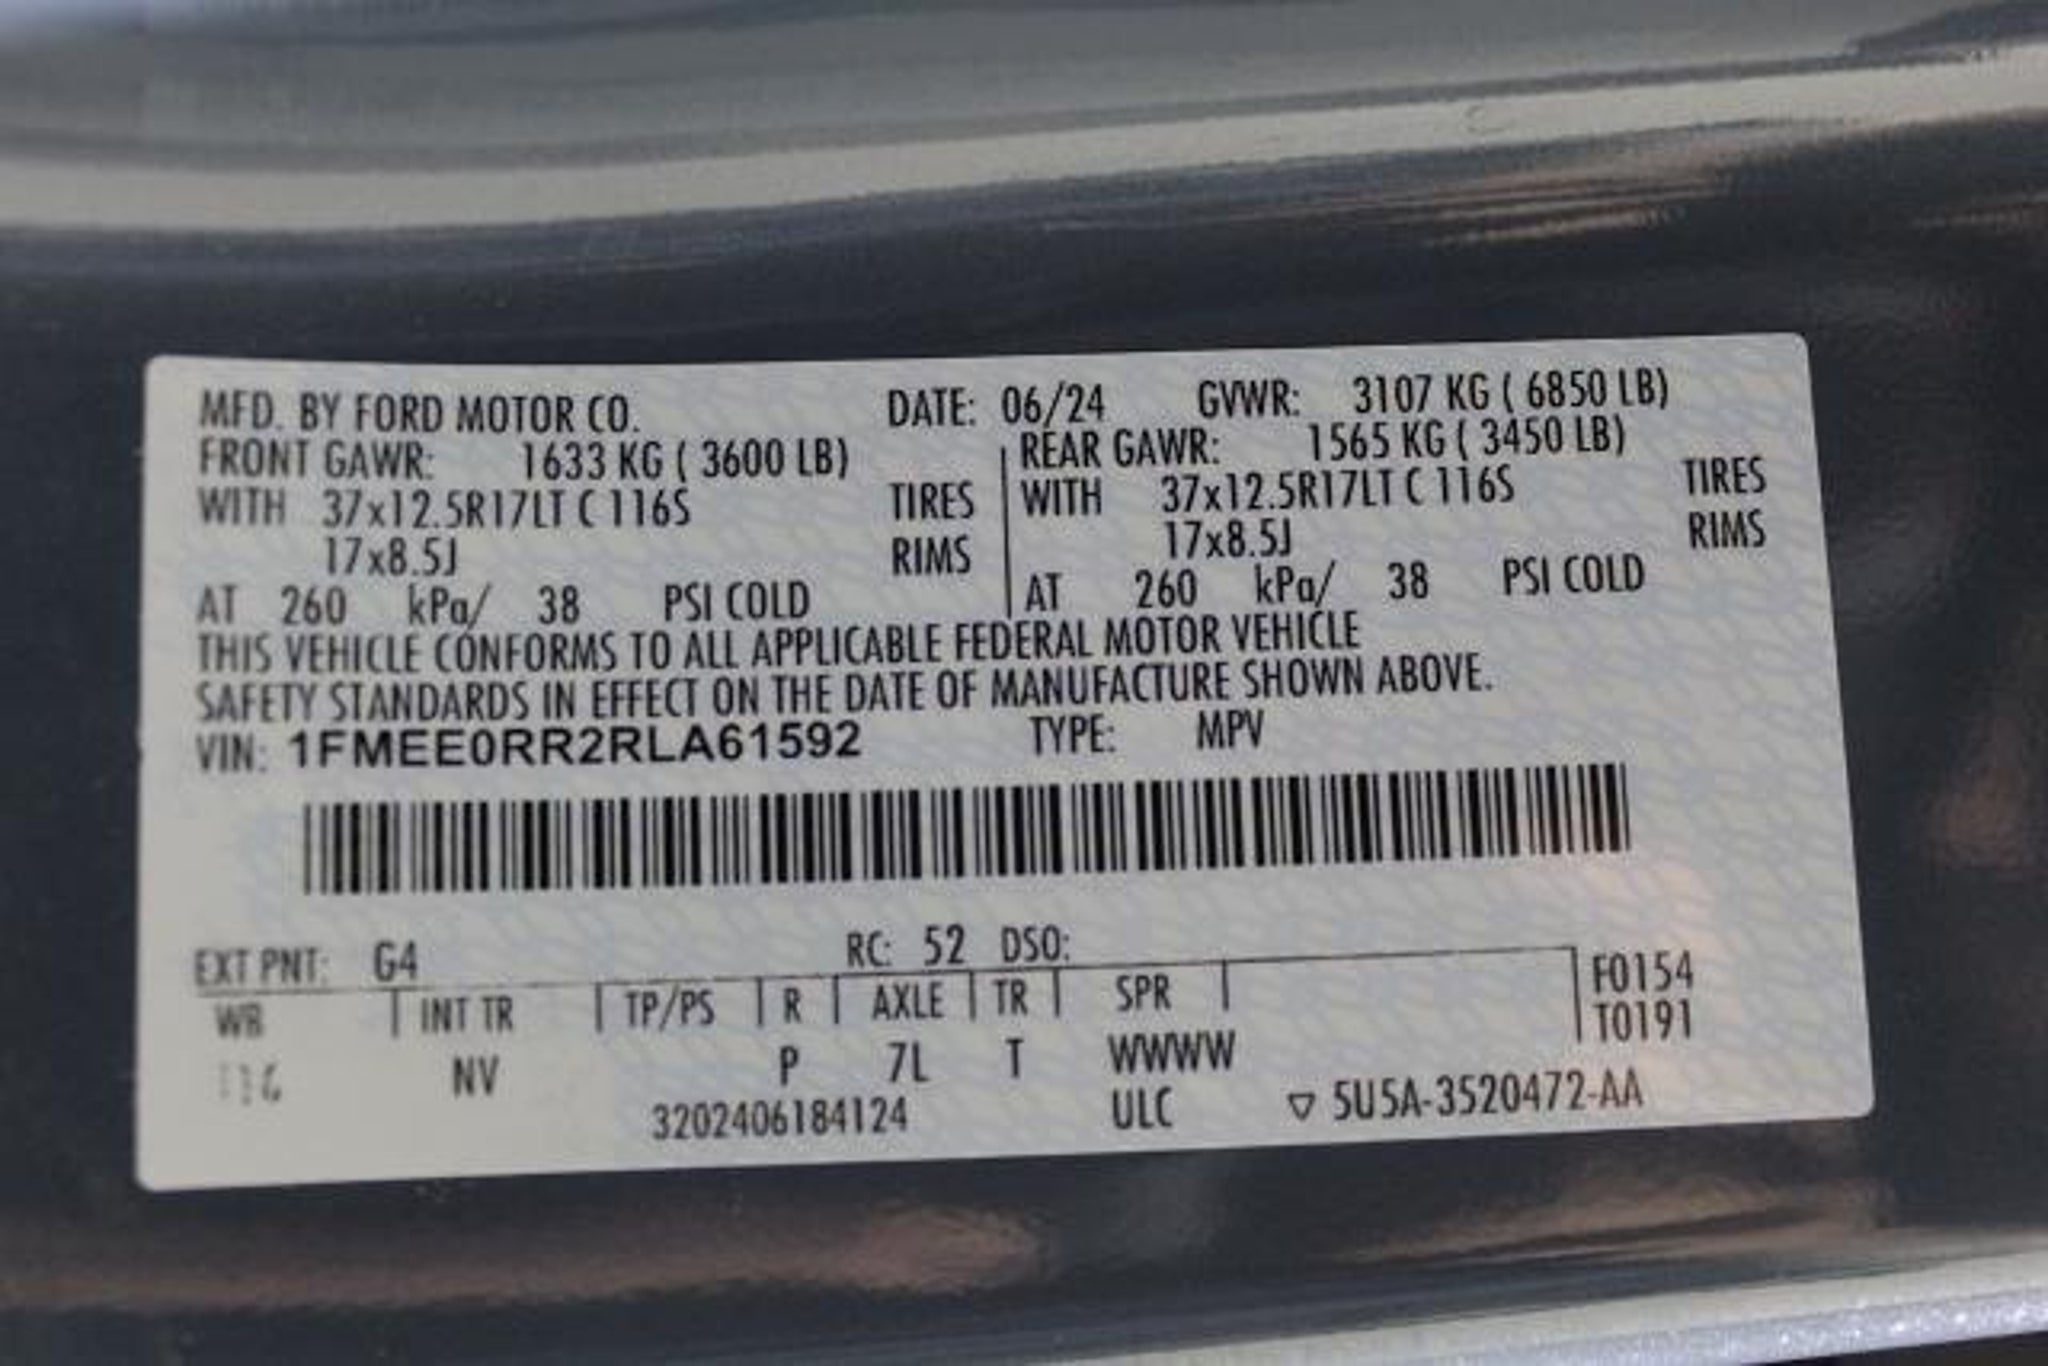 MFD. BY FORD MOTOR CO. DATE: 06/24 GVWR: 3107 KG ( 6850 LB)
FRONT GAWR: 1633 KG ( 3600 LB) REAR GAWR: 1565 KG ( 3450 LB)
WITH 37x12.5R17LT C 116S TIRES WITH 37x12.5R17LT C 116S TIRES
17x8.5J RIMS 17x8.5J RIMS
AT 260 kPa/ 38 PSI COLD AT 260 kPa/ 38 PSI COLD
THIS VEHICLE CONFORMS TO ALL APPLICABLE FEDERAL MOTOR VEHICLE
SAFETY STANDARDS IN EFFECT ON THE DATE OF MANUFACTURE SHOWN ABOVE.
VIN: 1FMEE0RR2RLA61592 TYPE: MPV
EXT PNT: G4 RC: 52 DSO:
WB INT TR TP/PS R AXLE TR SPR F0154
T0191
NV P 7L T WWWW
3202406184124 ULC ▽ 5U5A-3520472-AA